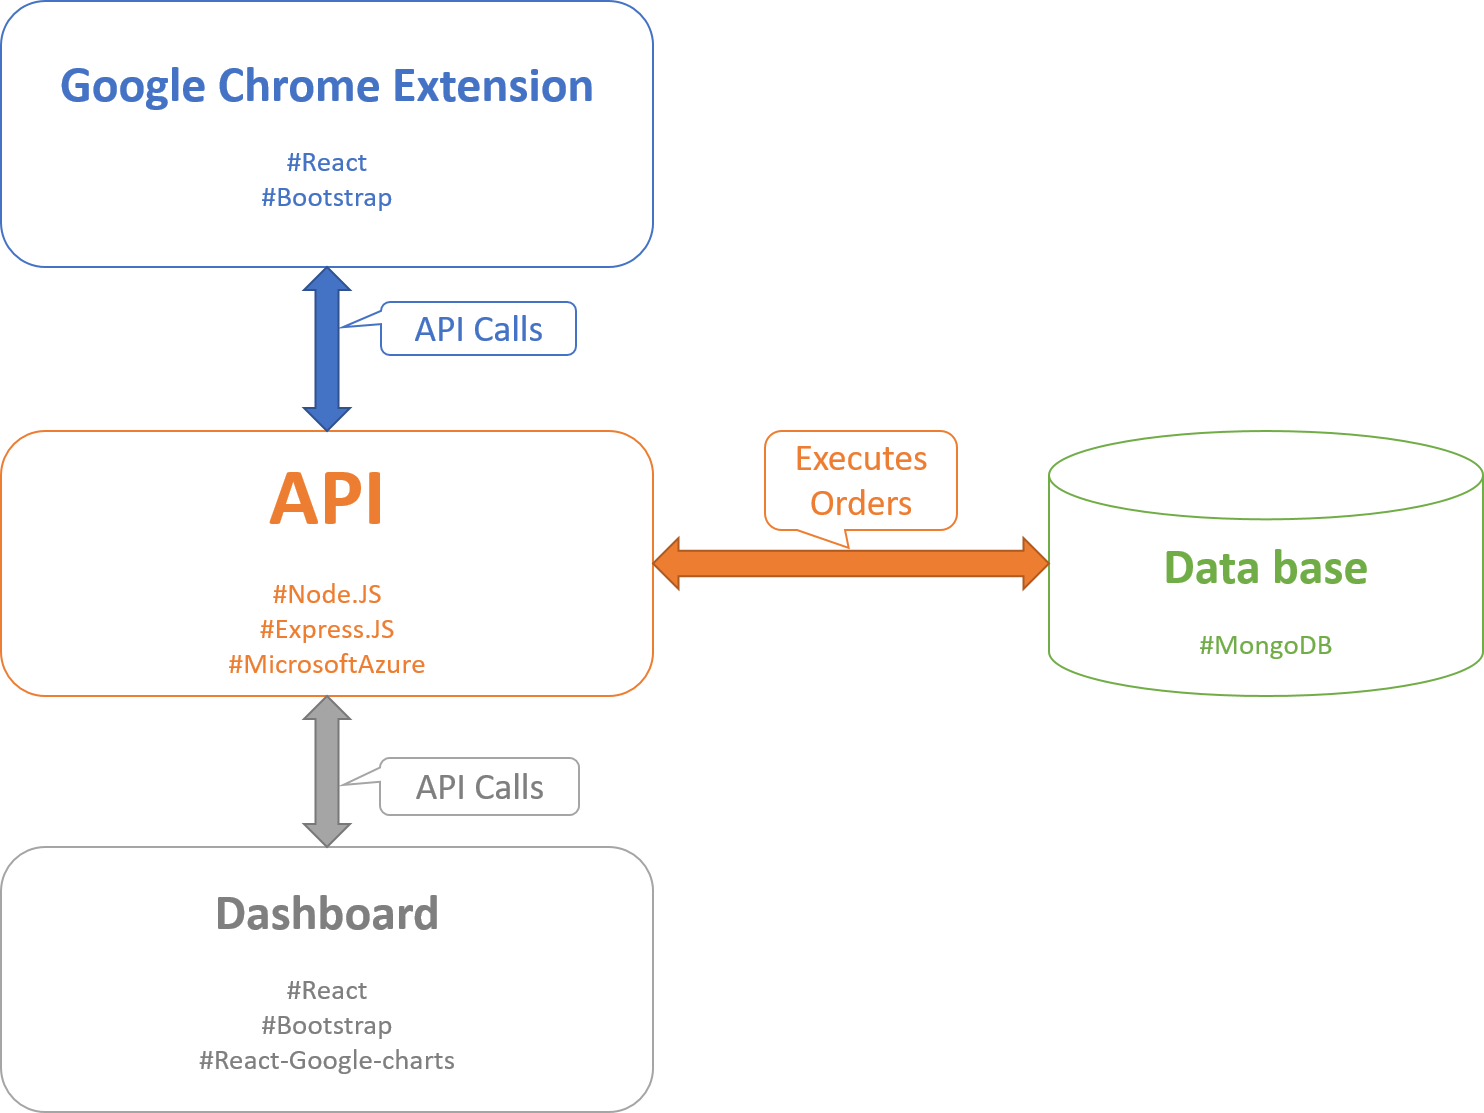 Google Chrome Extension
#React
#Bootstrap
API Calls
API
#Node.JS
#Express.JS
#MicrosoftAzure
Executes
Orders
Data base
#MongoDB
API Calls
Dashboard
#React
#Bootstrap
#React-Google-charts